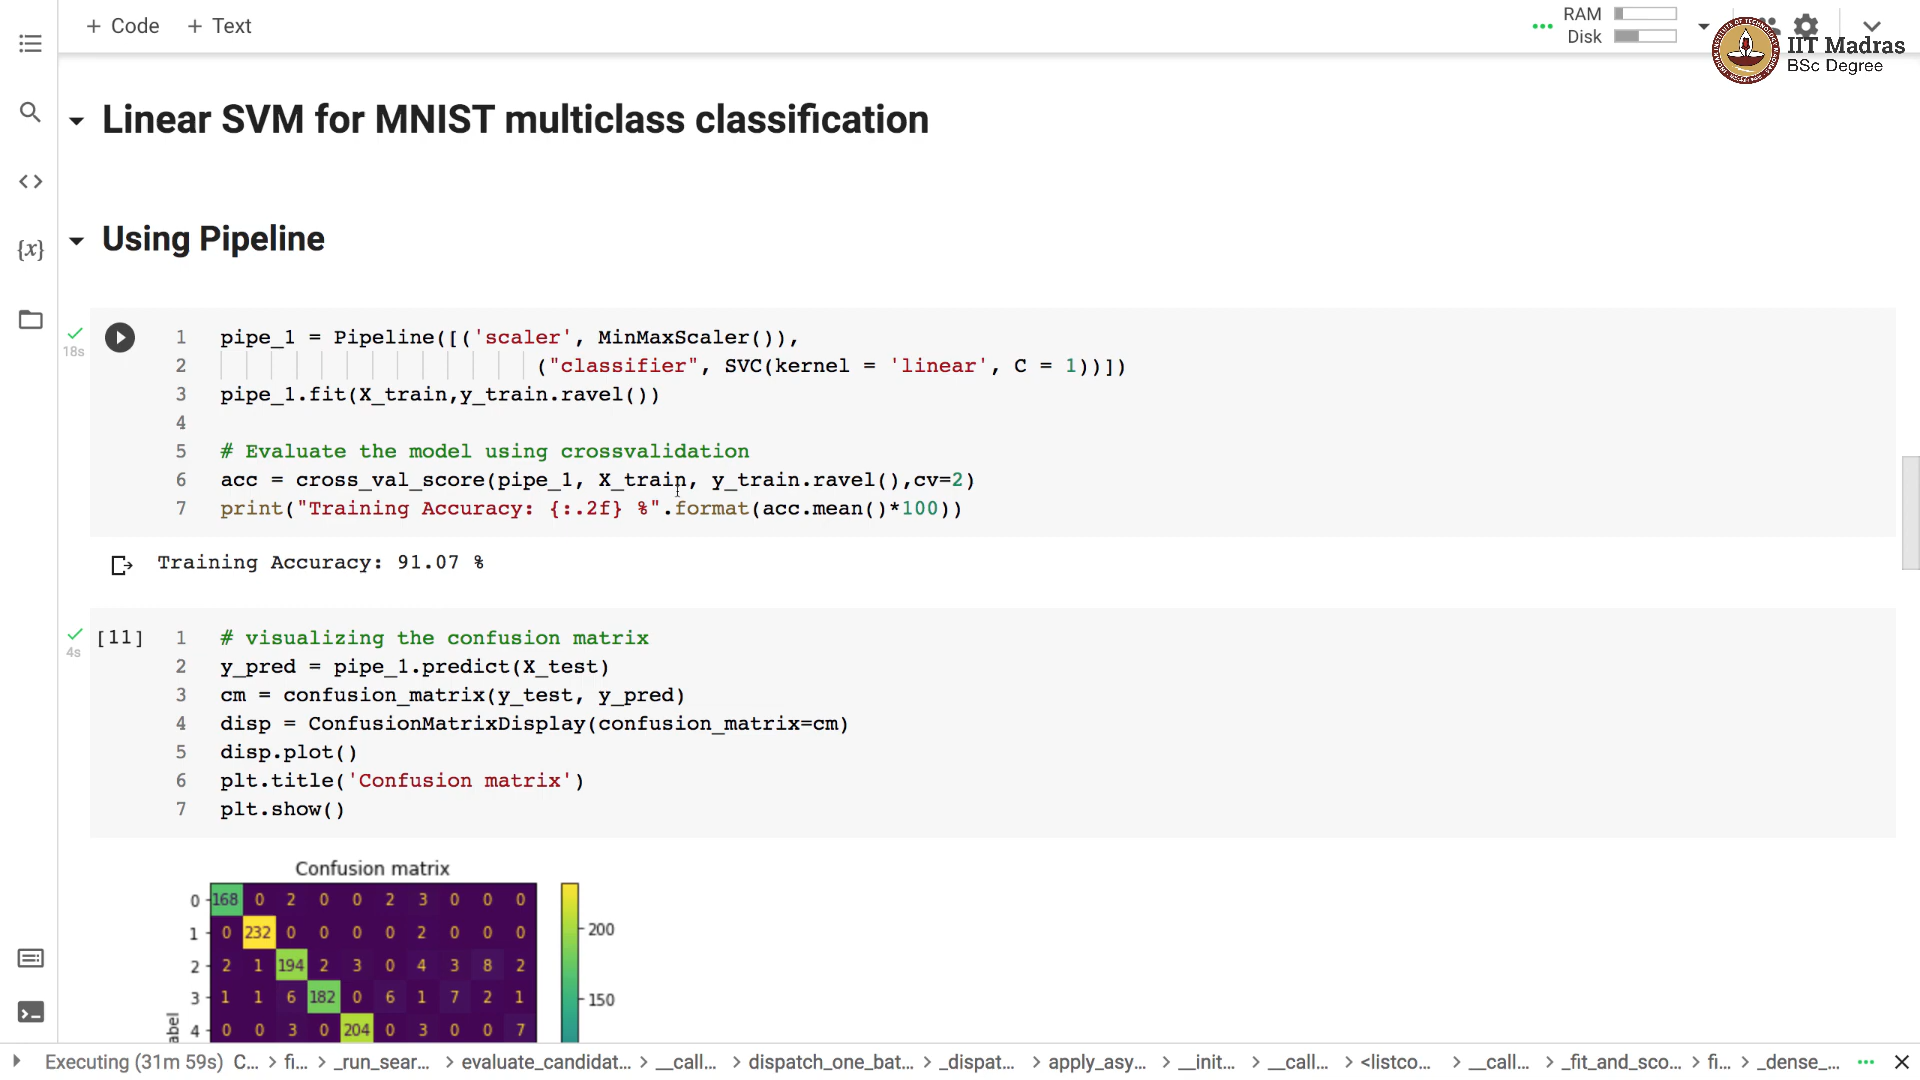 + Code + Text
RAM
Disk
IIT Madras
BSc Degree
Linear SVM for MNIST multiclass classification
Using Pipeline
18s
1 pipe_1 = Pipeline([('scaler', MinMaxScaler()),
2 ("classifier", SVC(kernel = 'linear', C = 1))])
3 pipe_1.fit(X_train,y_train.ravel())
4
5 # Evaluate the model using crossvalidation
6 acc = cross_val_score(pipe_1, X_train, y_train.ravel(),cv=2)
7 print("Training Accuracy: {:.2f} %".format(acc.mean()*100))
Training Accuracy: 91.07 %
4s
[11] 1 # visualizing the confusion matrix
2 y_pred = pipe_1.predict(X_test)
3 cm = confusion_matrix(y_test, y_pred)
4 disp = ConfusionMatrixDisplay(confusion_matrix=cm)
5 disp.plot()
6 plt.title('Confusion matrix')
7 plt.show()
Confusion matrix
0 168 0 2 0 0 2 3 0 0 0
1 0 232 0 0 0 0 2 0 0 0
2 2 1 194 2 3 0 4 3 8 2
3 1 1 6 182 0 6 1 7 2 1
4 0 0 3 0 204 0 3 0 0 7
200
150
abel
Executing (31m 59s) C... > fi... > _run_sear... > evaluate_candidat... > __call... > dispatch_one_bat... > _dispat... > apply_asy... > __init... > __call... > <listco... > __call... > _fit_and_sco... > fi... > _dense_...